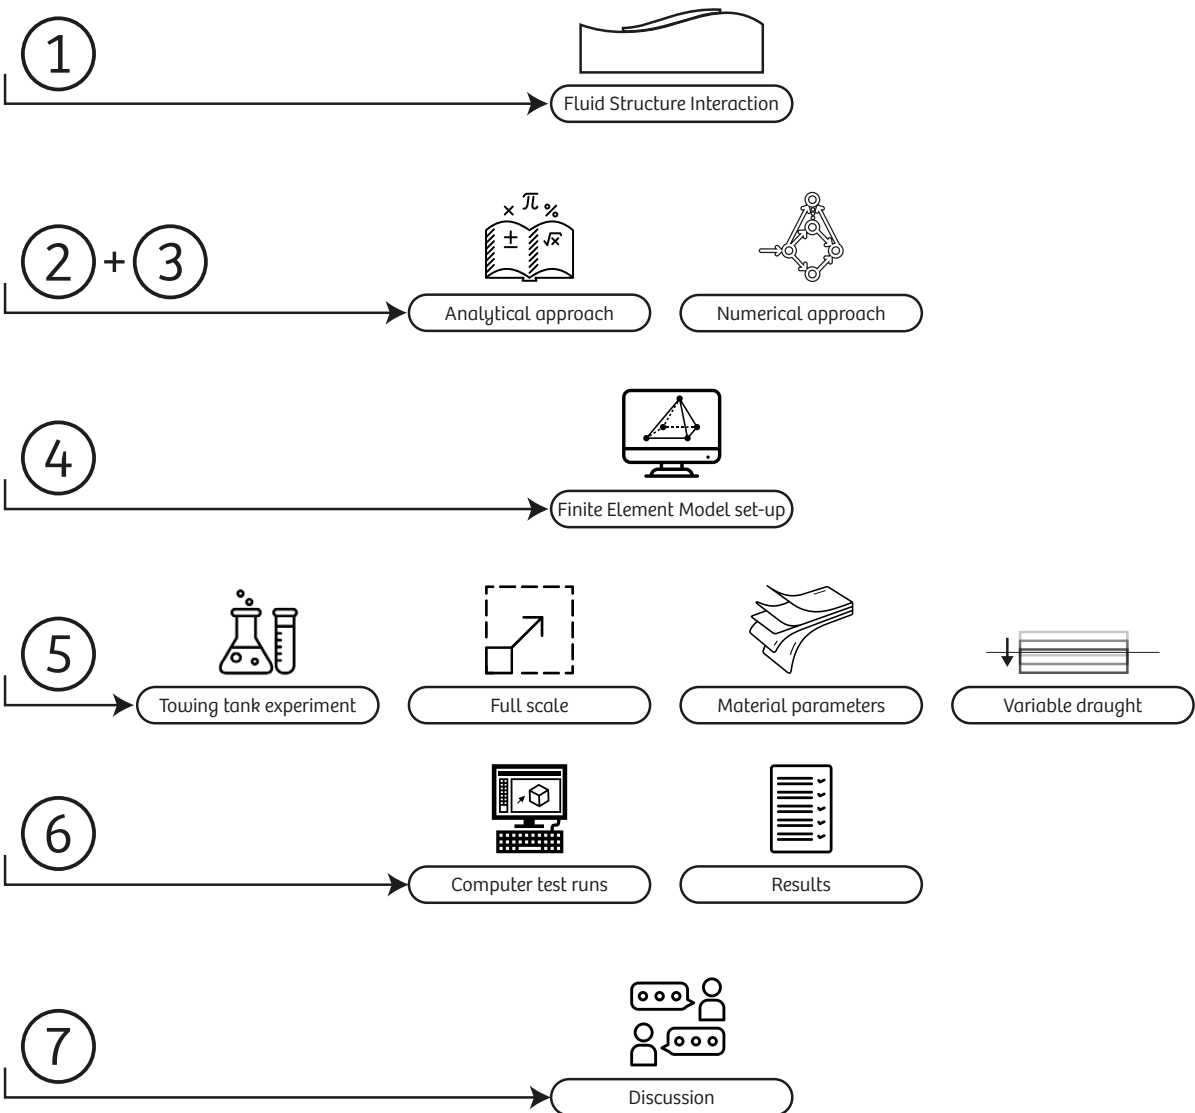 1
Fluid Structure Interaction
× π %
± √x
2 + 3
Analytical approach
Numerical approach
4
Finite Element Model set-up
5
Towing tank experiment
Full scale
Material parameters
Variable draught
6
Computer test runs
Results
7
Discussion